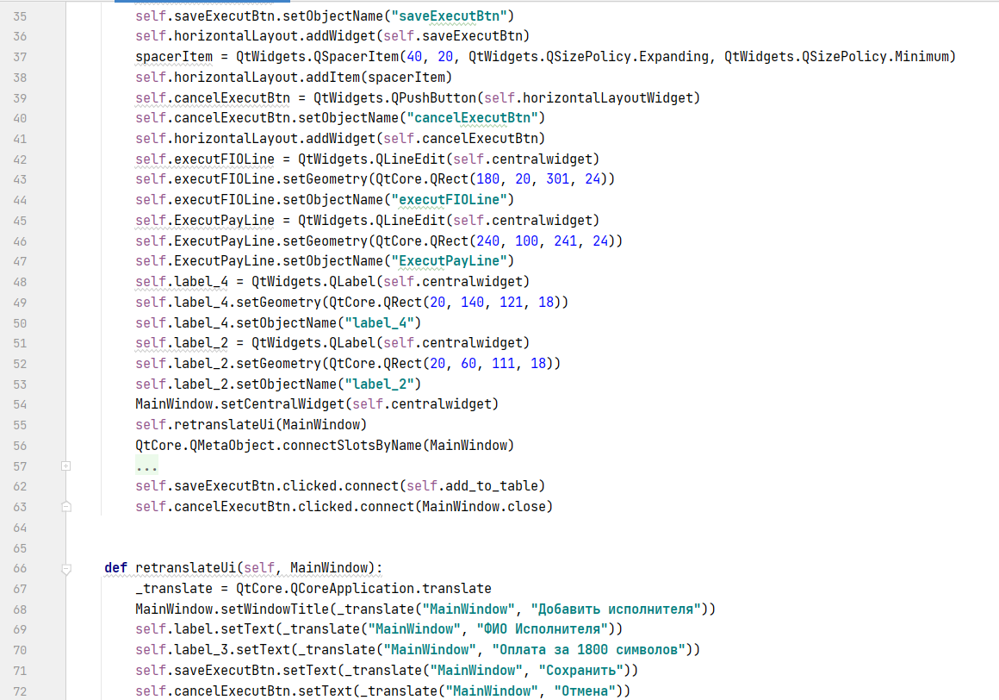 35 self.saveExecutBtn.setObjectName("saveExecutBtn")
36 self.horizontalLayout.addWidget(self.saveExecutBtn)
37 spacerItem = QtWidgets.QSpacerItem(40, 20, QtWidgets.QSizePolicy.Expanding, QtWidgets.QSizePolicy.Minimum)
38 self.horizontalLayout.addItem(spacerItem)
39 self.cancelExecutBtn = QtWidgets.QPushButton(self.horizontalLayoutWidget)
40 self.cancelExecutBtn.setObjectName("cancelExecutBtn")
41 self.horizontalLayout.addWidget(self.cancelExecutBtn)
42 self.executFIOLine = QtWidgets.QLineEdit(self.centralwidget)
43 self.executFIOLine.setGeometry(QtCore.QRect(180, 20, 301, 24))
44 self.executFIOLine.setObjectName("executFIOLine")
45 self.ExecutPayLine = QtWidgets.QLineEdit(self.centralwidget)
46 self.ExecutPayLine.setGeometry(QtCore.QRect(240, 100, 241, 24))
47 self.ExecutPayLine.setObjectName("ExecutPayLine")
48 self.label_4 = QtWidgets.QLabel(self.centralwidget)
49 self.label_4.setGeometry(QtCore.QRect(20, 140, 121, 18))
50 self.label_4.setObjectName("label_4")
51 self.label_2 = QtWidgets.QLabel(self.centralwidget)
52 self.label_2.setGeometry(QtCore.QRect(20, 60, 111, 18))
53 self.label_2.setObjectName("label_2")
54 MainWindow.setCentralWidget(self.centralwidget)
55 self.retranslateUi(MainWindow)
56 QtCore.QMetaObject.connectSlotsByName(MainWindow)
57 ...
62 self.saveExecutBtn.clicked.connect(self.add_to_table)
63 self.cancelExecutBtn.clicked.connect(MainWindow.close)
64
65
66 def retranslateUi(self, MainWindow):
67 _translate = QtCore.QCoreApplication.translate
68 MainWindow.setWindowTitle(_translate("MainWindow", "Добавить исполнителя"))
69 self.label.setText(_translate("MainWindow", "ФИО Исполнителя"))
70 self.label_3.setText(_translate("MainWindow", "Оплата за 1800 символов"))
71 self.saveExecutBtn.setText(_translate("MainWindow", "Сохранить"))
72 self.cancelExecutBtn.setText(_translate("MainWindow", "Отмена"))